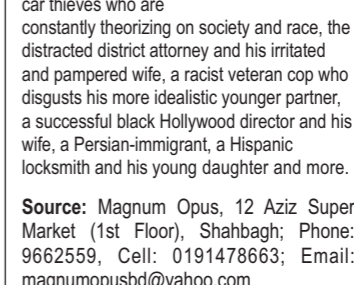 car thieves who are
constantly theorizing on society and race, the
distracted district attorney and his irritated
and pampered wife, a racist veteran cop who
disgusts his more idealistic younger partner,
a successful black Hollywood director and his
wife, a Persian-immigrant, a Hispanic
locksmith and his young daughter and more.
Source: Magnum Opus, 12 Aziz Super
Market (1st Floor), Shahbagh; Phone:
9662559, Cell: 0191478663; Email:
magnumopusbd@yahoo.com